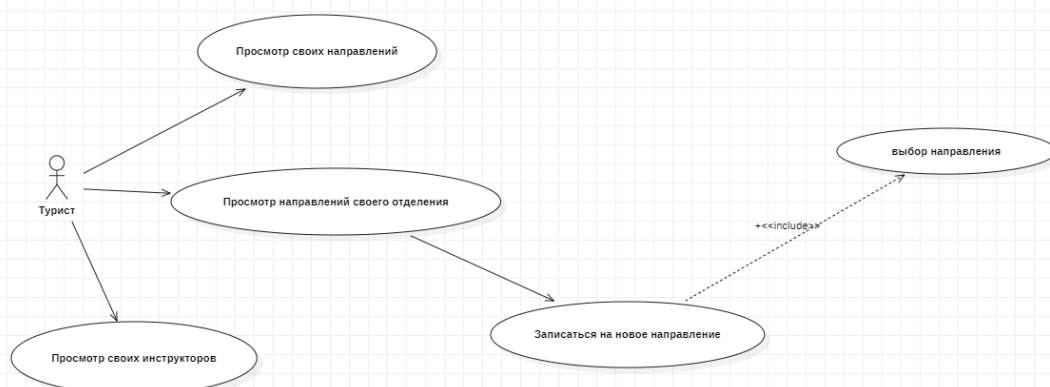 Просмотр своих направлений
выбор направления
Турист
Просмотр направлений своего отделения
+<<include>>
Записаться на новое направление
Просмотр своих инструкторов